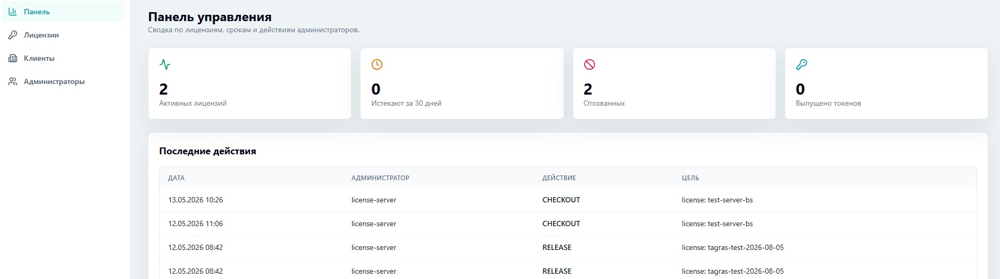 Панель
Лицензии
Клиенты
Администраторы
Панель управления
Сводка по лицензиям, срокам и действиям администраторов.
2
Активных лицензий
0
Истекают за 30 дней
2
Отозванных
0
Выпущено токенов
Последние действия
ДАТА АДМИНИСТРАТОР ДЕЙСТВИЕ ЦЕЛЬ
13.05.2026 10:26 license-server CHECKOUT license: test-server-bs
12.05.2026 11:06 license-server CHECKOUT license: test-server-bs
12.05.2026 08:42 license-server RELEASE license: tagras-test-2026-08-05
12.05.2026 08:42 license-server RELEASE license: tagras-test-2026-08-05